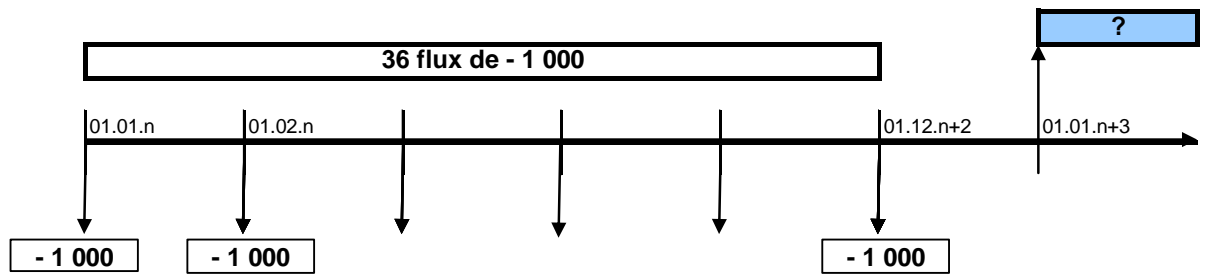 ?
36 flux de - 1 000
01.01.n
01.02.n
01.12.n+2
01.01.n+3
- 1 000
- 1 000
- 1 000